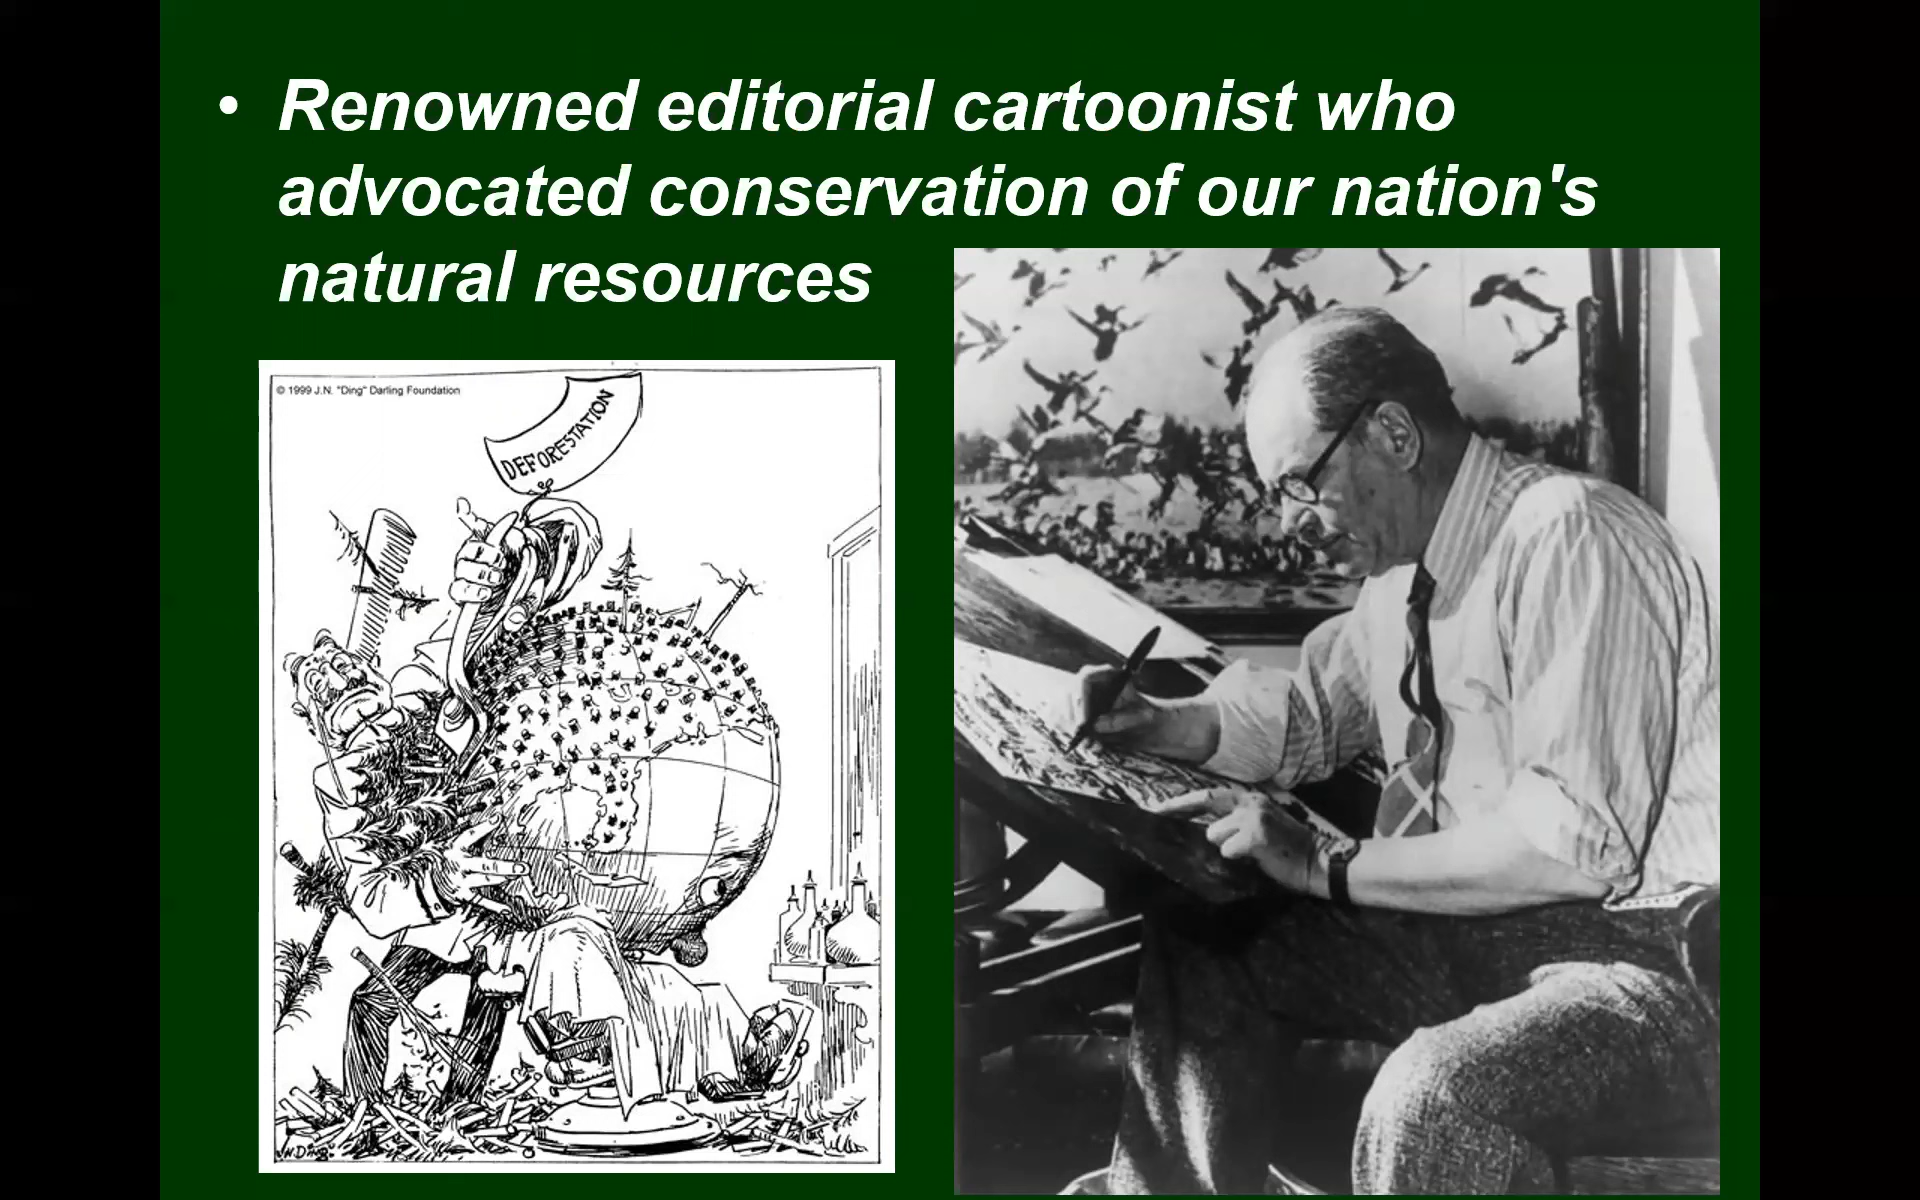 • Renowned editorial cartoonist who
advocated conservation of our nation's
natural resources
© 1999 J.N. "Ding" Darling Foundation
DEFORESTATION